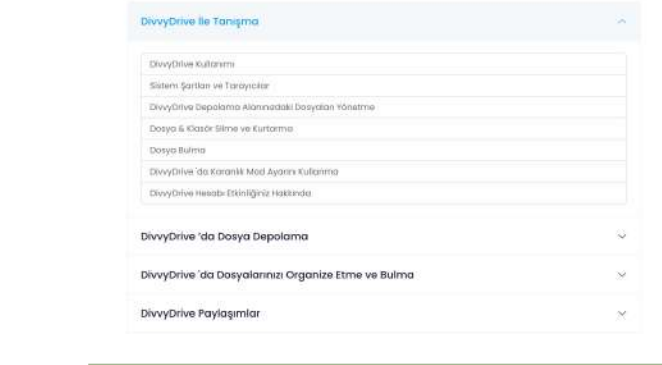 DivvyDrive İle Tanışma
DivvyDrive Kullanımı
Sistem Şartları ve Tarayıcılar
DivvyDrive Depolama Alanınızdaki Dosyaları Yönetme
Dosya & Klasör Silme ve Kurtarma
Dosya Bulma
DivvyDrive 'da Karanlık Mod Ayarını Kullanma
DivvyDrive Hesabı Etkinliğiniz Hakkında
DivvyDrive 'da Dosya Depolama
DivvyDrive 'da Dosyalarınızı Organize Etme ve Bulma
DivvyDrive Paylaşımlar